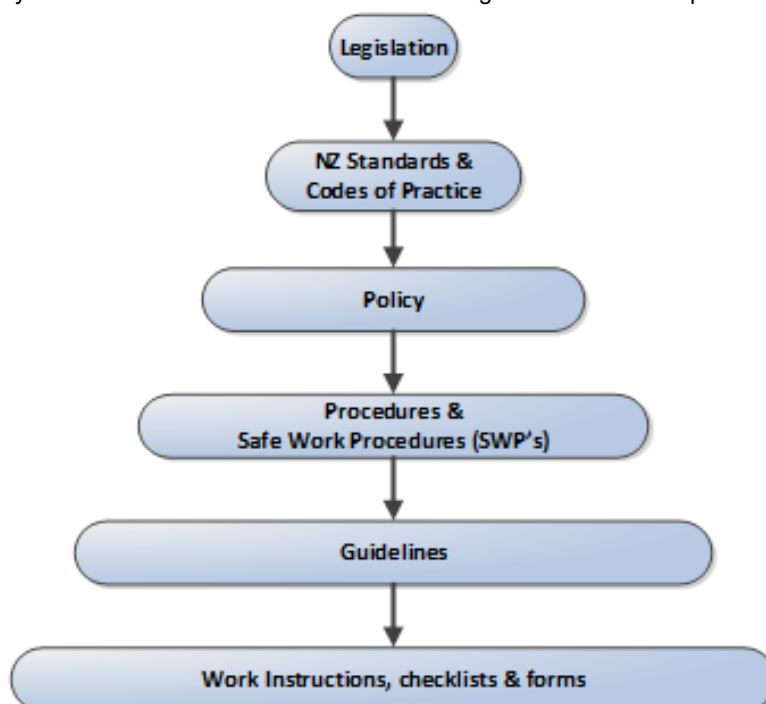 Legislation
NZ Standards &
Codes of Practice
Policy
Procedures &
Safe Work Procedures (SWP's)
Guidelines
Work Instructions, checklists & forms